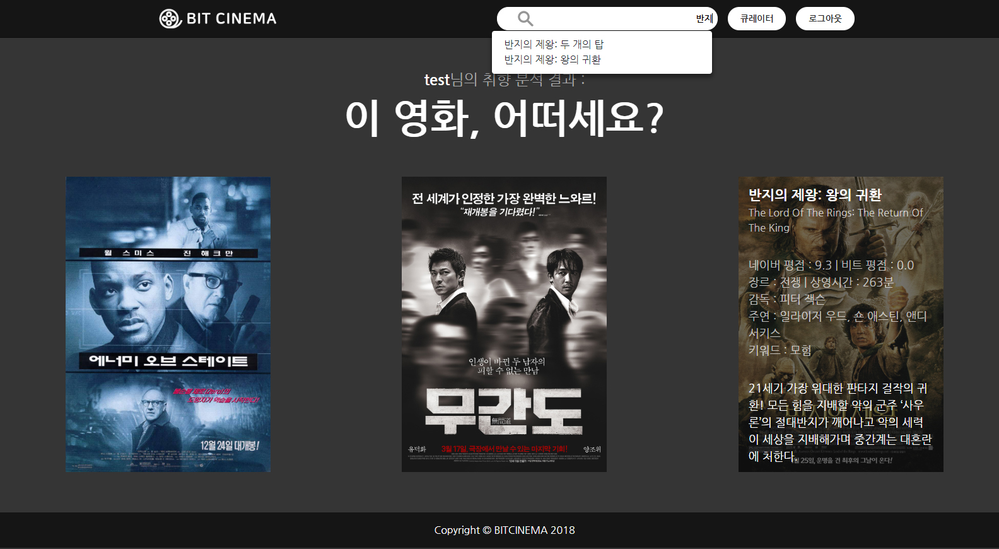 BIT CINEMA
반지
큐레이터
로그아웃
반지의 제왕: 두 개의 탑
반지의 제왕: 왕의 귀환
test님의 취향 분석 결과 :
이 영화, 어떠세요?
윌 스미스 진 해크만
에너미 오브 스테이트
12월 24일 대개봉!
전 세계가 인정한 가장 완벽한 느와르!
“재개봉을 기다렸다!”
인생이 바뀐 두 남자의
피할 수 없는 만남
무간도
無間道
유덕화 3월 17일, 극장에서 만날 수 있는 마지막 기회! 양조위
반지의 제왕: 왕의 귀환
The Lord Of The Rings: The Return Of
The King
네이버 평점 : 9.3 | 비트 평점 : 0.0
장르 : 전쟁 | 상영시간 : 263분
감독 : 피터 잭슨
주연 : 일라이저 우드, 숀 애스틴, 앤디
서키스
키워드 : 모험
21세기 가장 위대한 판타지 걸작의 귀
환! 모든 힘을 지배할 악의 군주 ‘사우
론’의 절대반지가 깨어나고 악의 세력
이 세상을 지배해가며 중간계는 대혼란
에 처한다.
25일, 운명을 건 최후의 그날이 온다!
Copyright © BITCINEMA 2018